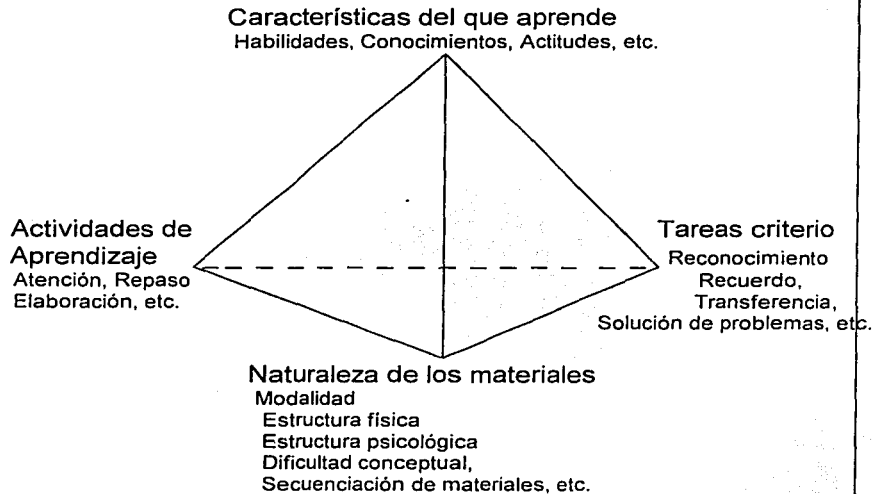 Características del que aprende
Habilidades, Conocimientos, Actitudes, etc.
Actividades de
Aprendizaje
Atención, Repaso
Elaboración, etc.
Tareas criterio
Reconocimiento
Recuerdo,
Transferencia,
Solución de problemas, etc.
Naturaleza de los materiales
Modalidad
Estructura física
Estructura psicológica
Dificultad conceptual,
Secuenciación de materiales, etc.